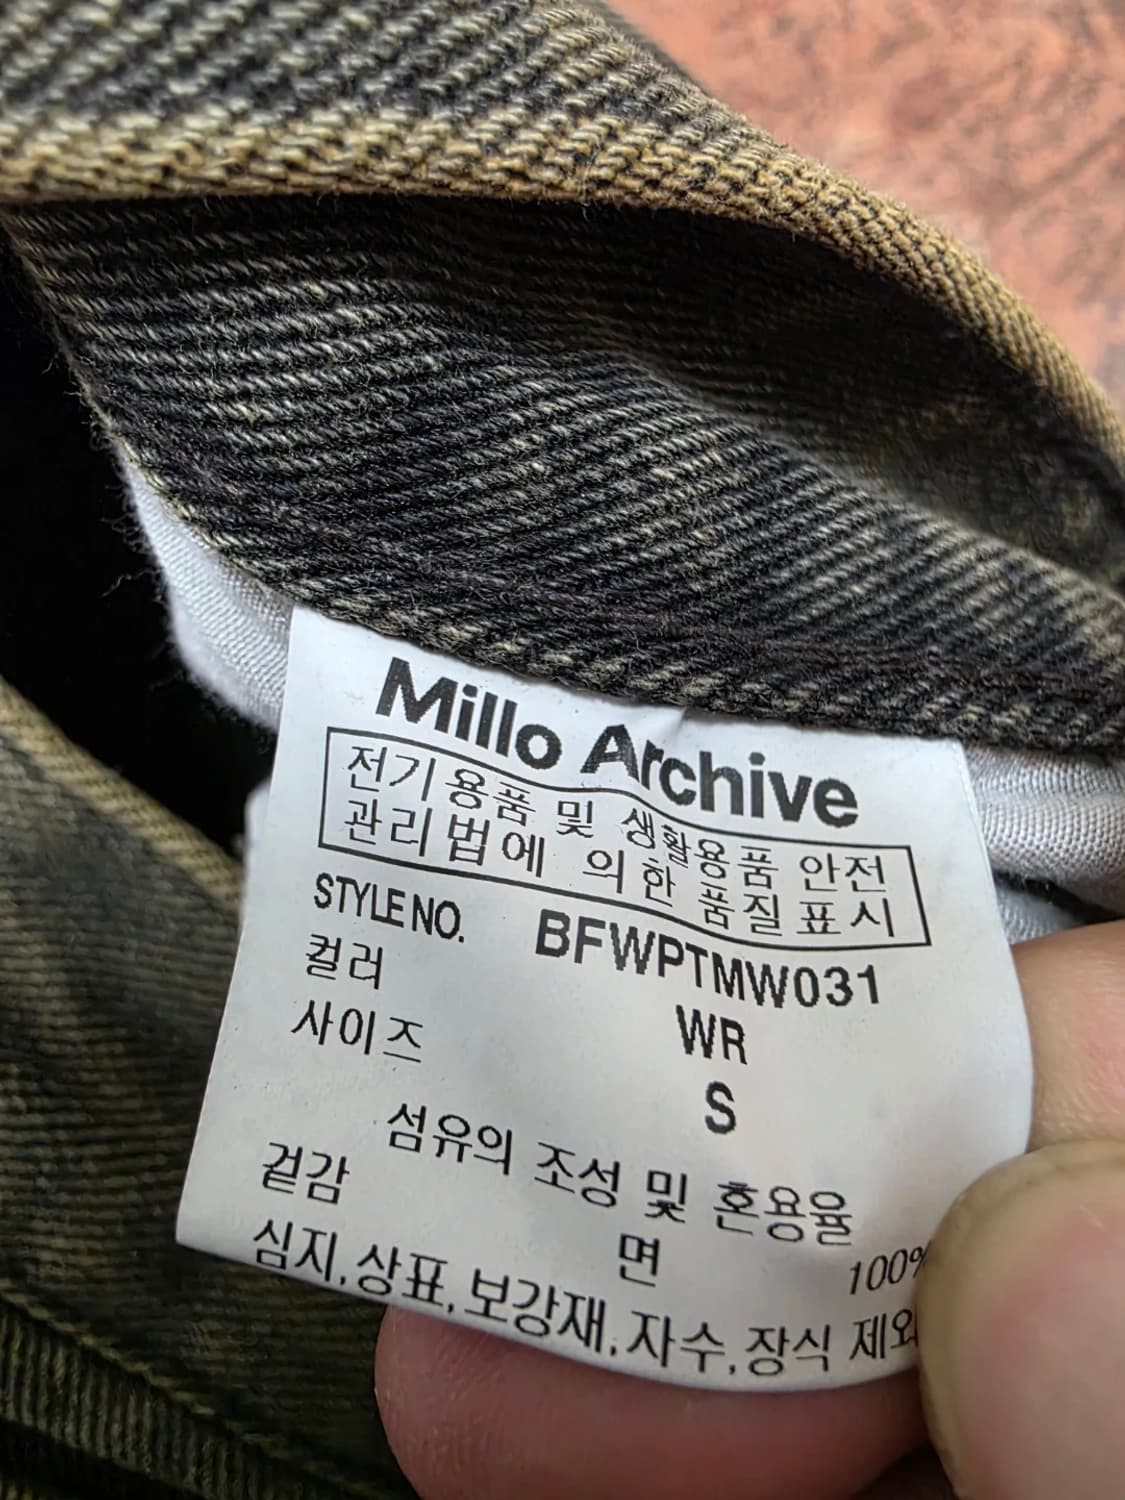 Millo Archive
전기용품 및 생활용품 안전
관리법에 의한 품질표시
STYLE NO. BFWPTMW031
컬러 WR
사이즈 S
섬유의 조성 및 혼용율
겉감 면 100%
심지,상표,보강재,자수,장식 제외